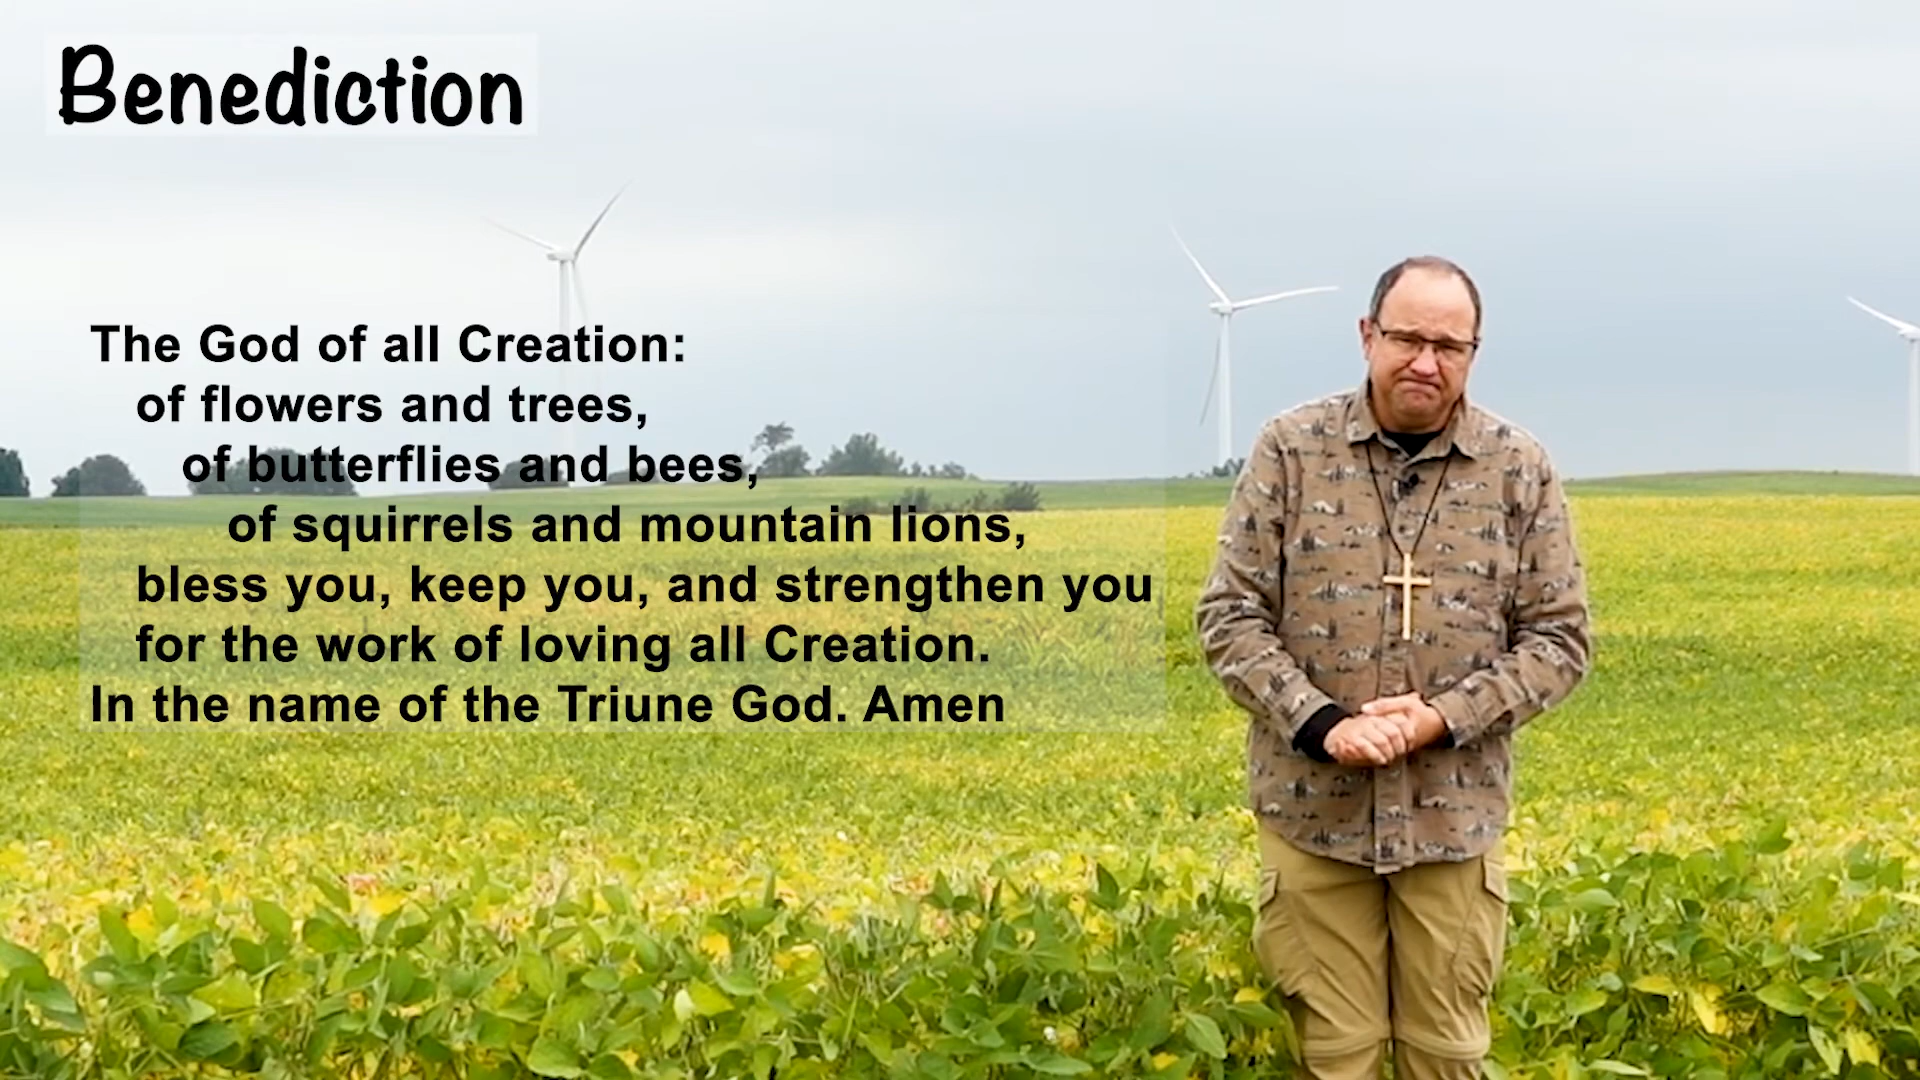 Benediction
The God of all Creation:
of flowers and trees,
of butterflies and bees,
of squirrels and mountain lions,
bless you, keep you, and strengthen you
for the work of loving all Creation.
In the name of the Triune God. Amen